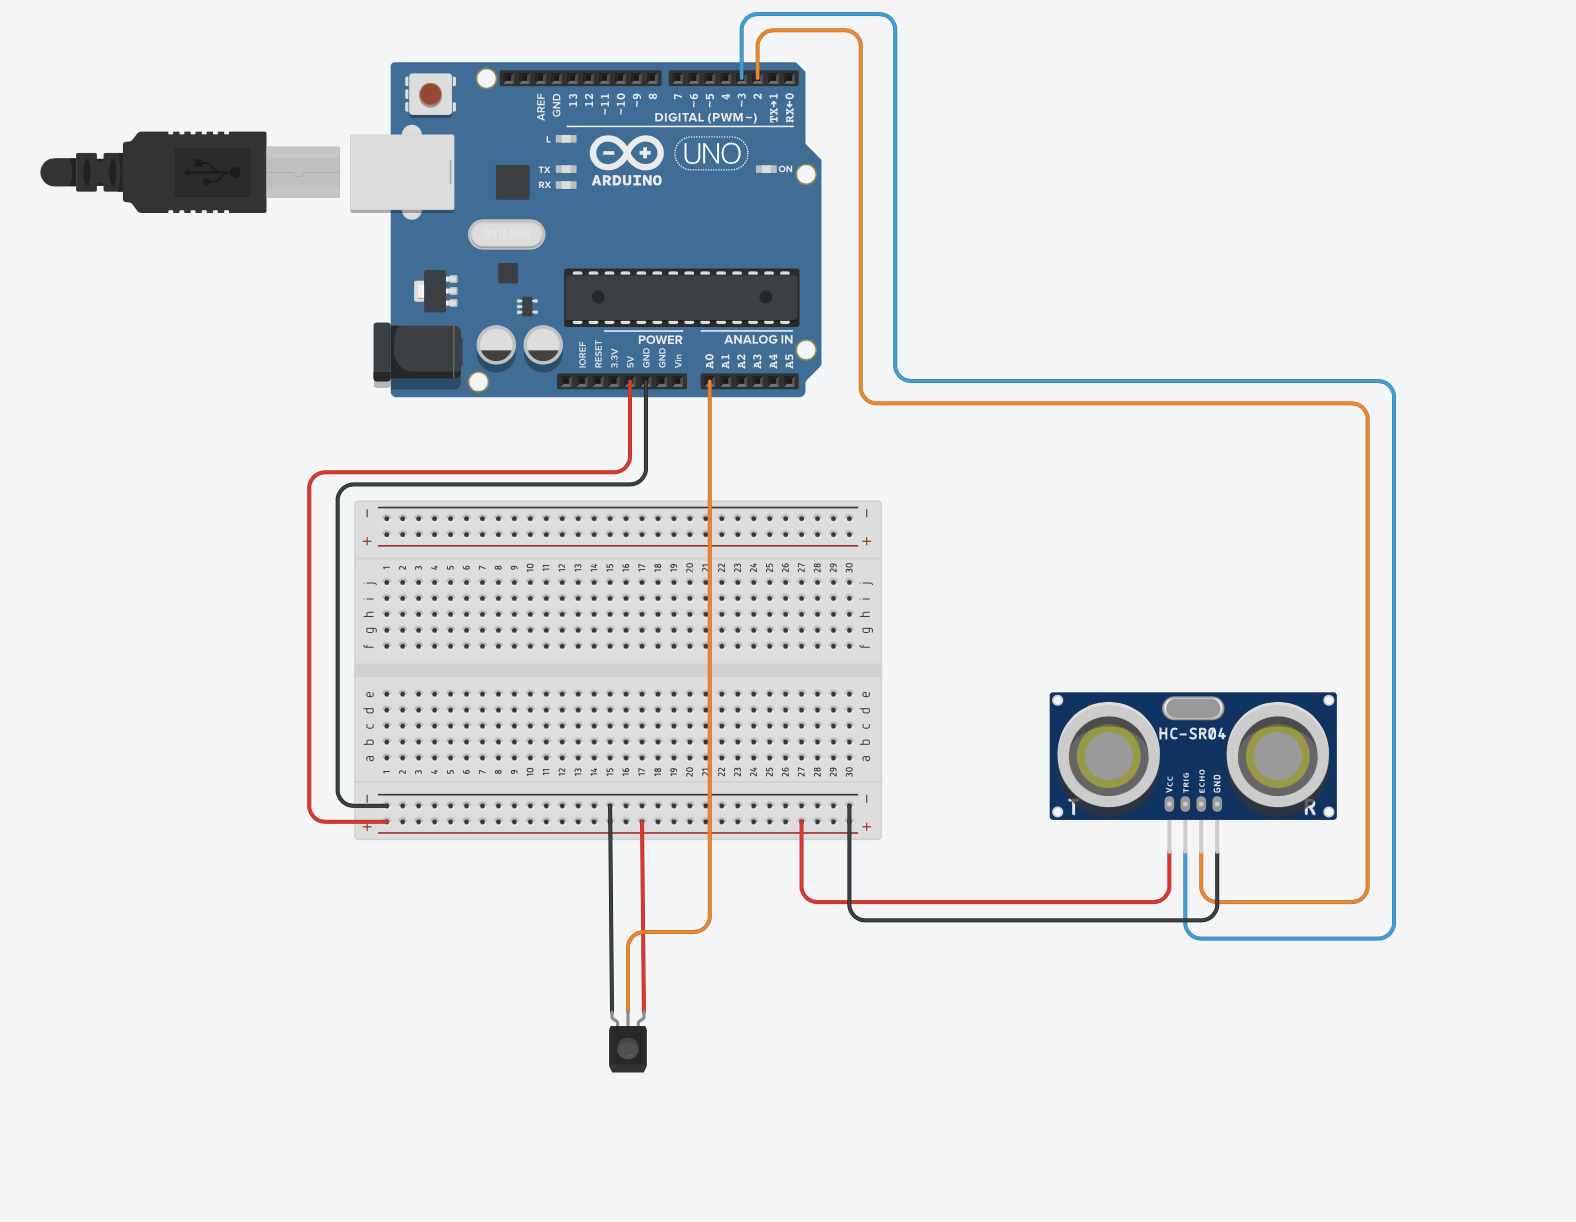 AREF
GND
13
12
~11
~10
~9
8
7
~6
~5
4
~3
2
TX→1
RX←0
DIGITAL (PWM~)
L
TX
RX
ARDUINO
UNO
ON
POWER
ANALOG IN
IOREF
RESET
3.3V
5V
GND
GND
Vin
A0
A1
A2
A3
A4
A5
− −
+ +
1 2 3 4 5 6 7 8 9 10 11 12 13 14 15 16 17 18 19 20 21 22 23 24 25 26 27 28 29 30
j j
i i
h h
g g
f f
e e
d d
c c
b b
a a
1 2 3 4 5 6 7 8 9 10 11 12 13 14 15 16 17 18 19 20 21 22 23 24 25 26 27 28 29 30
− −
+ +
HC-SR04
VCC
TRIG
ECHO
GND
T
R